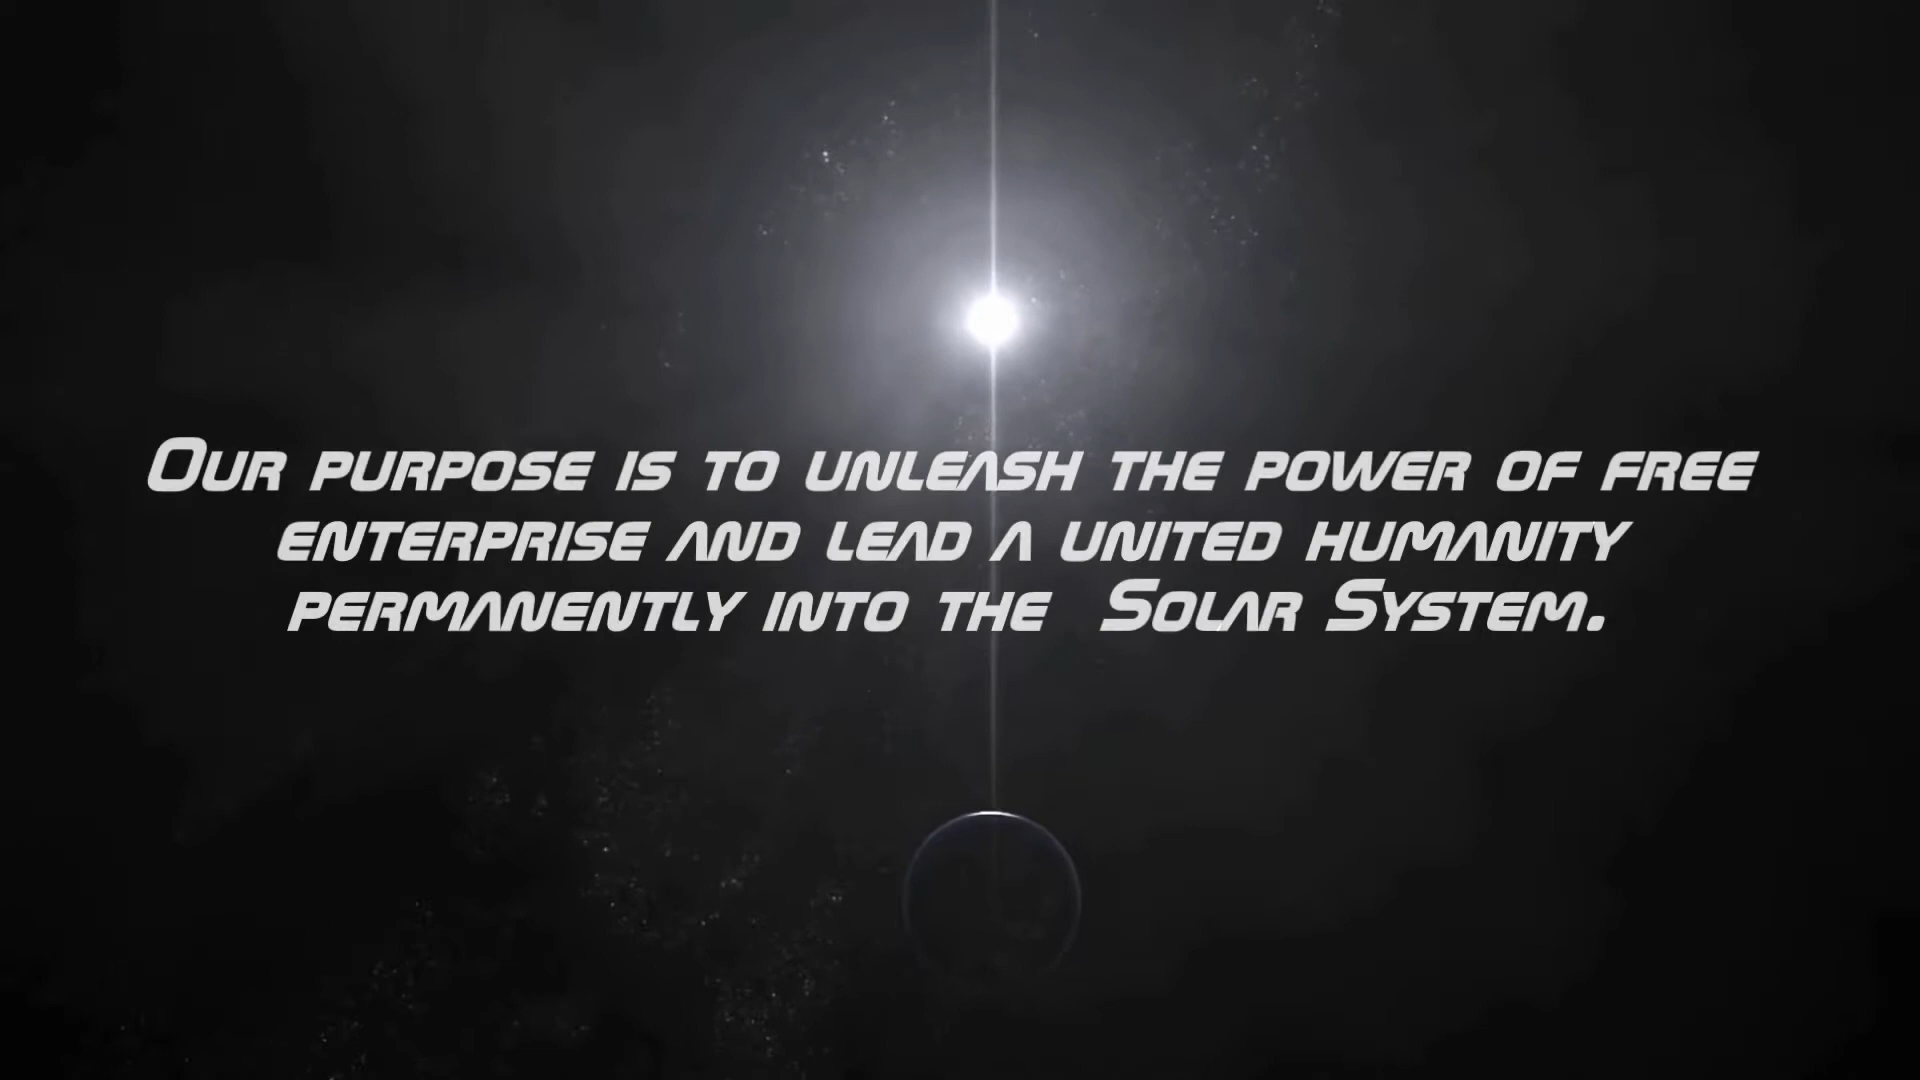 Our purpose is to unleash the power of free
enterprise and lead a united humanity
permanently into the  Solar System.